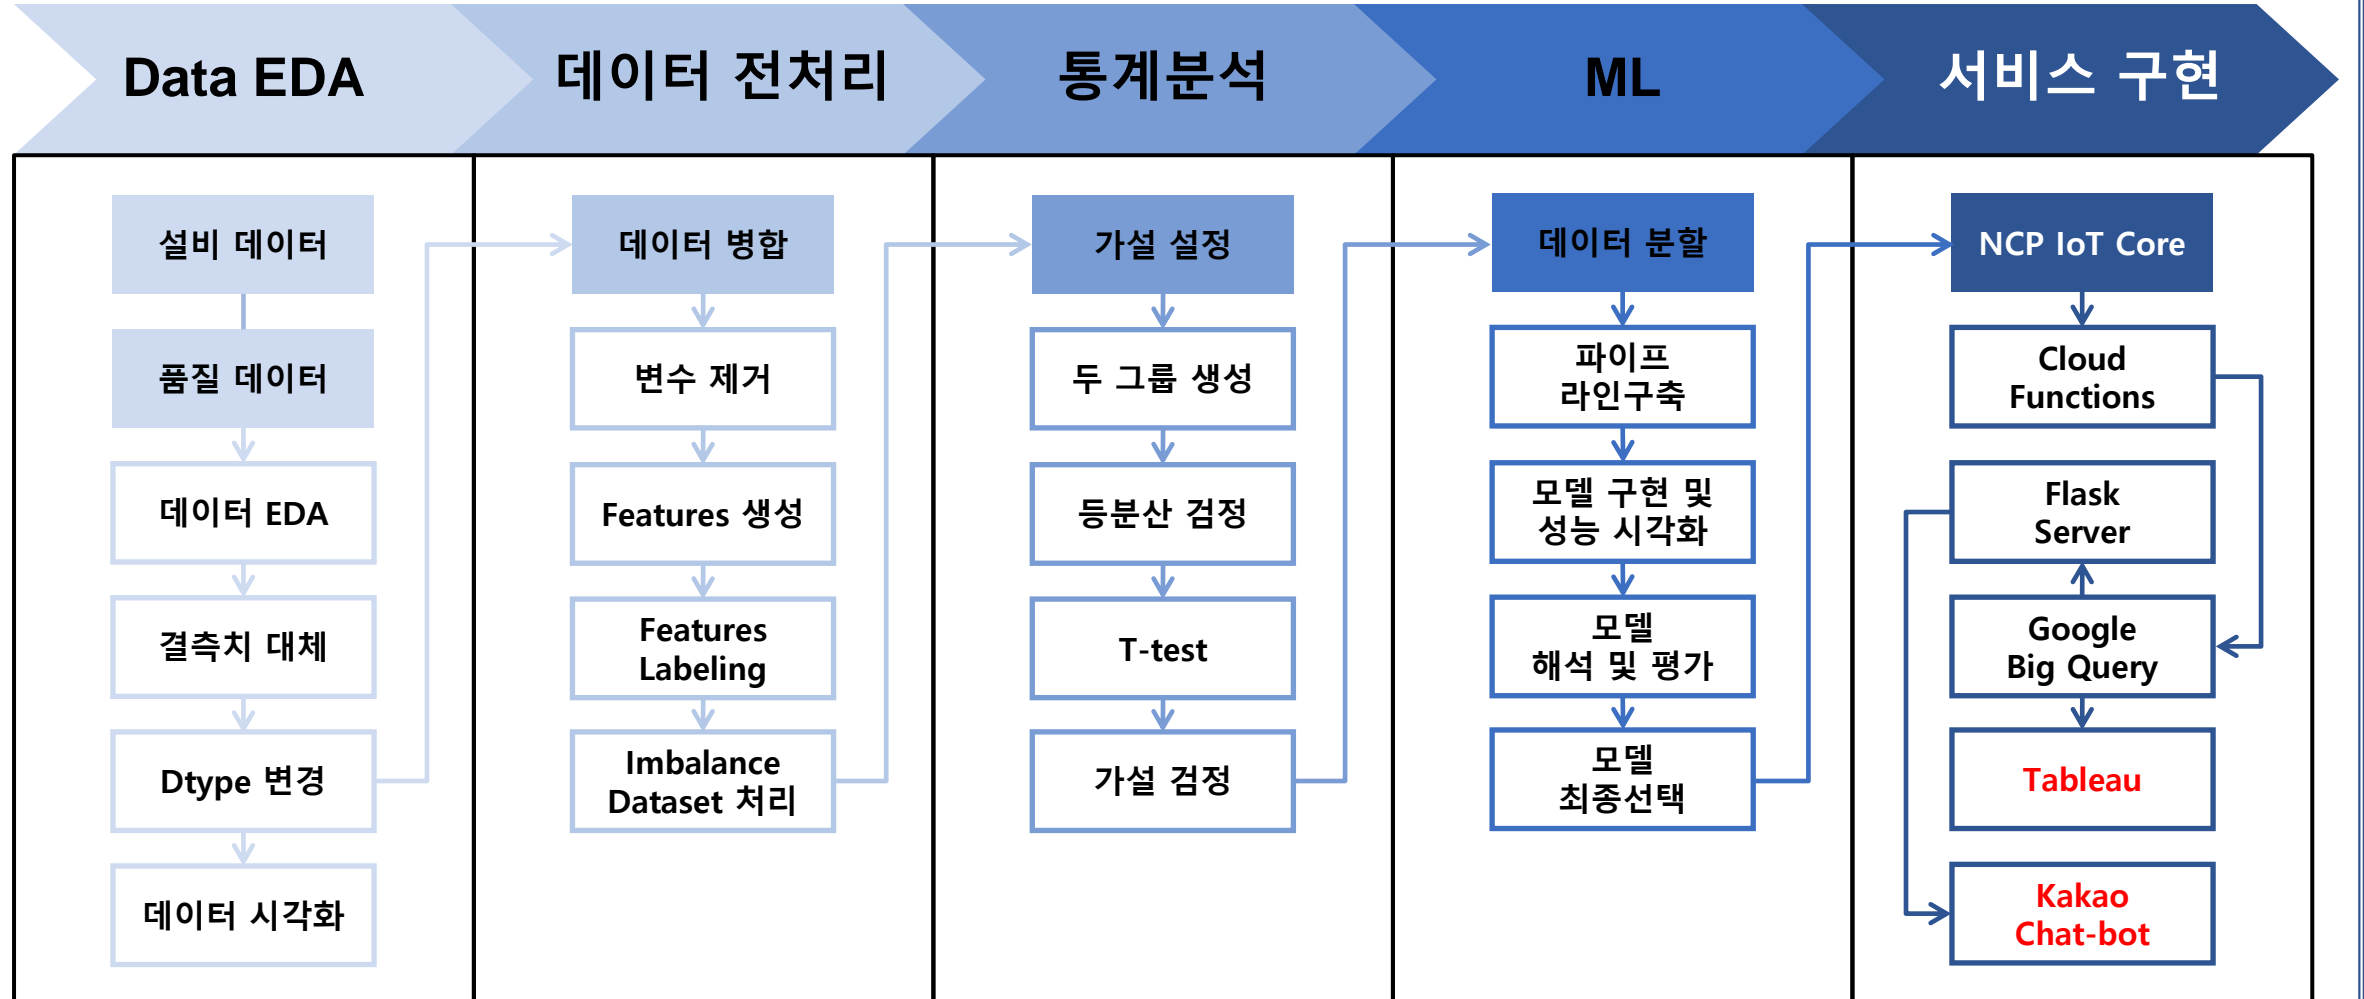 Data EDA
데이터 전처리
통계분석
ML
서비스 구현
설비 데이터
품질 데이터
데이터 EDA
결측치 대체
Dtype 변경
데이터 시각화
데이터 병합
변수 제거
Features 생성
Features
Labeling
Imbalance
Dataset 처리
가설 설정
두 그룹 생성
등분산 검정
T-test
가설 검정
데이터 분할
파이프
라인구축
모델 구현 및
성능 시각화
모델
해석 및 평가
모델
최종선택
NCP IoT Core
Cloud
Functions
Flask
Server
Google
Big Query
Tableau
Kakao
Chat-bot